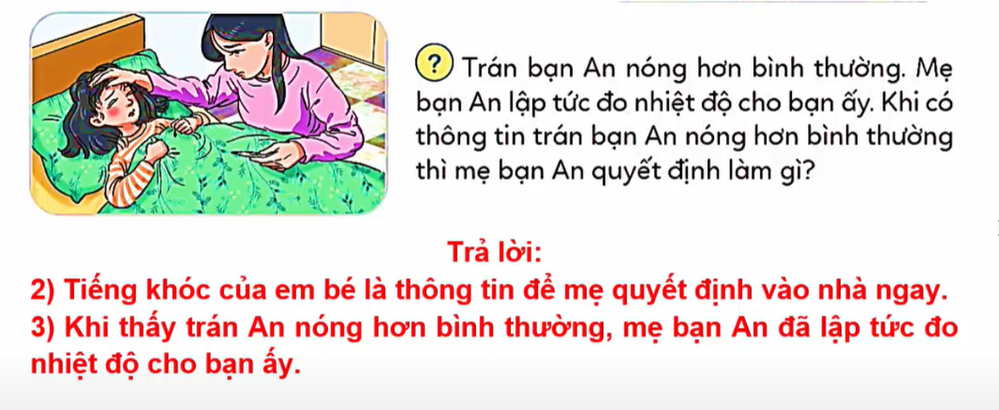 ? Trán bạn An nóng hơn bình thường. Mẹ
bạn An lập tức đo nhiệt độ cho bạn ấy. Khi có
thông tin trán bạn An nóng hơn bình thường
thì mẹ bạn An quyết định làm gì?
Trả lời:
2) Tiếng khóc của em bé là thông tin để mẹ quyết định vào nhà ngay.
3) Khi thấy trán An nóng hơn bình thường, mẹ bạn An đã lập tức đo
nhiệt độ cho bạn ấy.